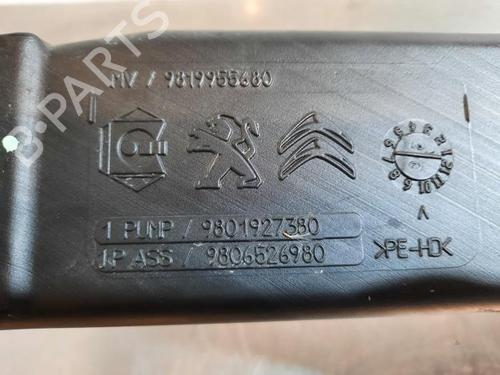 MV / 9819955680
B-PARTS
1 PUMP / 9801927380
J.P ASS / 9806526980
>PE-HD<